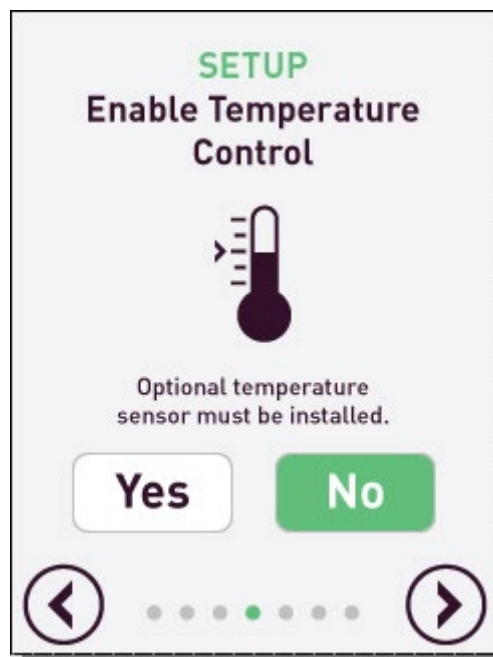 SETUP
Enable Temperature
Control
Optional temperature
sensor must be installed.
Yes
No